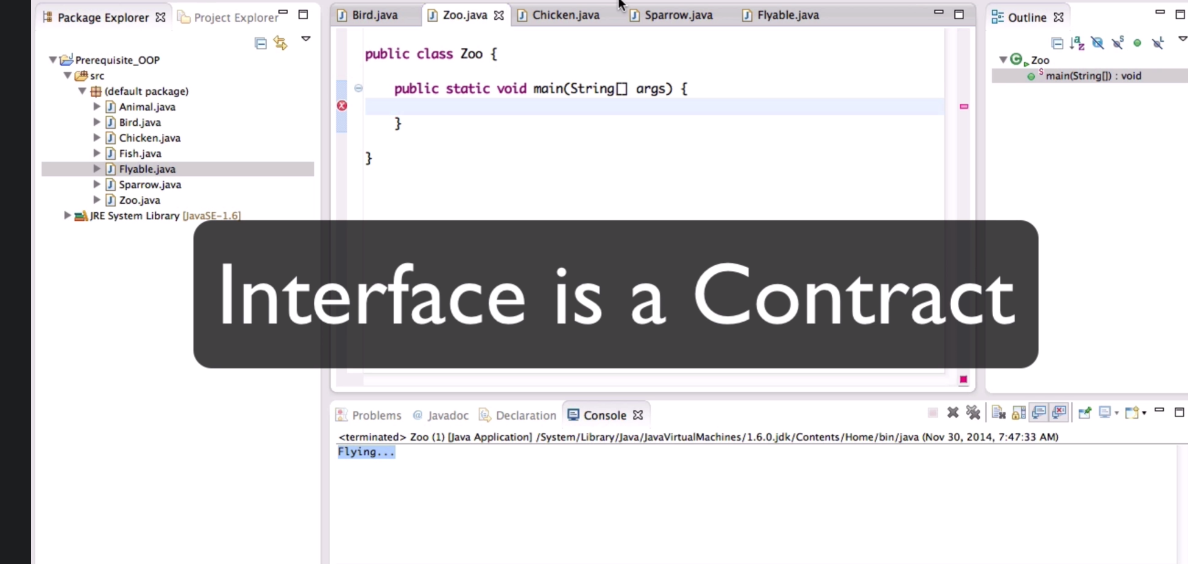 Package Explorer
Project Explorer
Prerequisite_OOP
src
(default package)
Animal.java
Bird.java
Chicken.java
Fish.java
Flyable.java
Sparrow.java
Zoo.java
JRE System Library [JavaSE-1.6]
Bird.java
Zoo.java
Chicken.java
Sparrow.java
Flyable.java
public class Zoo {
public static void main(String[] args) {
}
}
Outline
Zoo
main(String[]) : void
Interface is a Contract
Problems
Javadoc
Declaration
Console
<terminated> Zoo (1) [Java Application] /System/Library/Java/JavaVirtualMachines/1.6.0.jdk/Contents/Home/bin/java (Nov 30, 2014, 7:47:33 AM)
Flying...